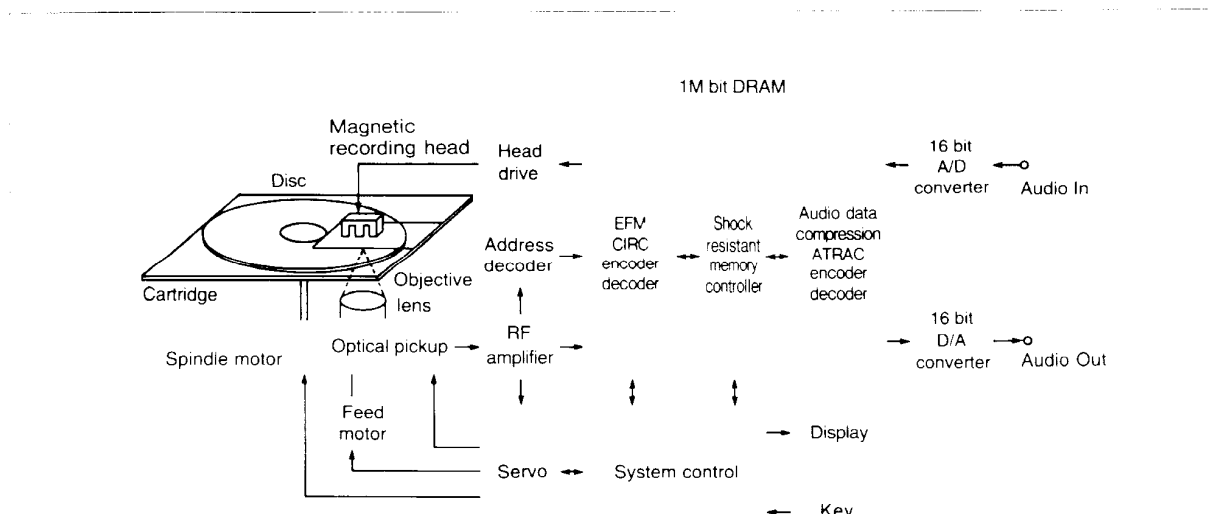 1M bit DRAM
Magnetic
recording head
Head
drive
16 bit
A/D
converter
Audio In
Disc
EFM
CIRC
encoder
decoder
Shock
resistant
memory
controller
Audio data
compression
ATRAC
encoder
decoder
Address
decoder
Objective
lens
Cartridge
16 bit
D/A
converter
Audio Out
RF
amplifier
Optical pickup
Spindle motor
Feed
motor
Display
Servo
System control
Key